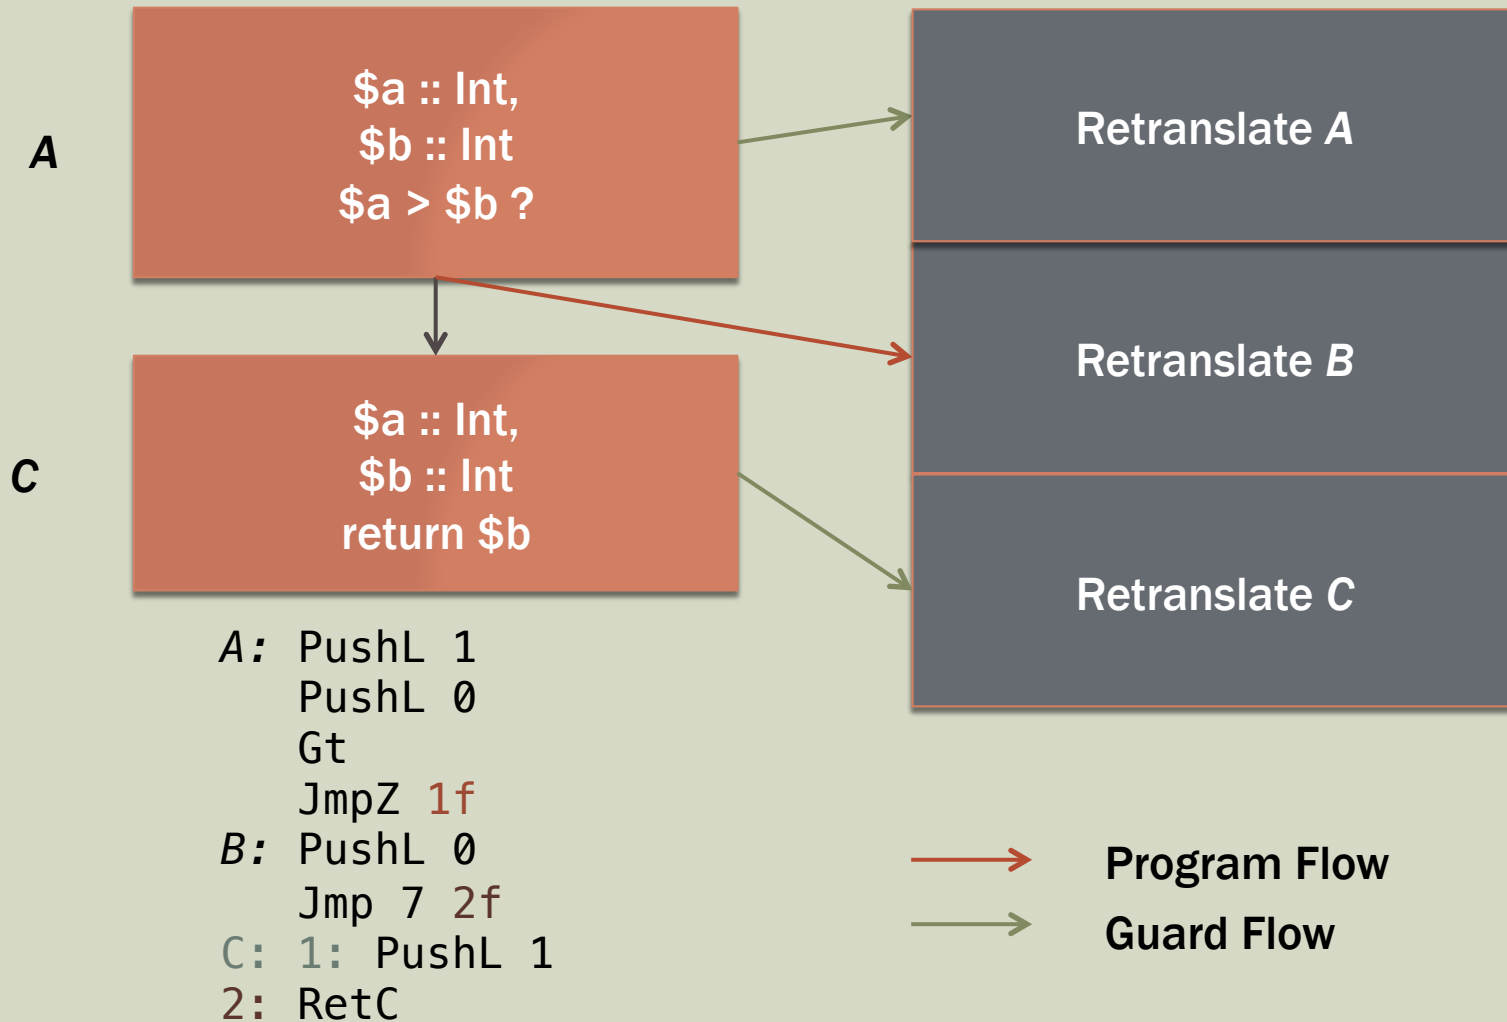 A
$a :: Int,
$b :: Int
$a > $b ?
Retranslate A
Retranslate B
C
$a :: Int,
$b :: Int
return $b
Retranslate C
A: PushL 1
PushL 0
Gt
JmpZ 1f
B: PushL 0
Jmp 7 2f
C: 1: PushL 1
2: RetC
Program Flow
Guard Flow